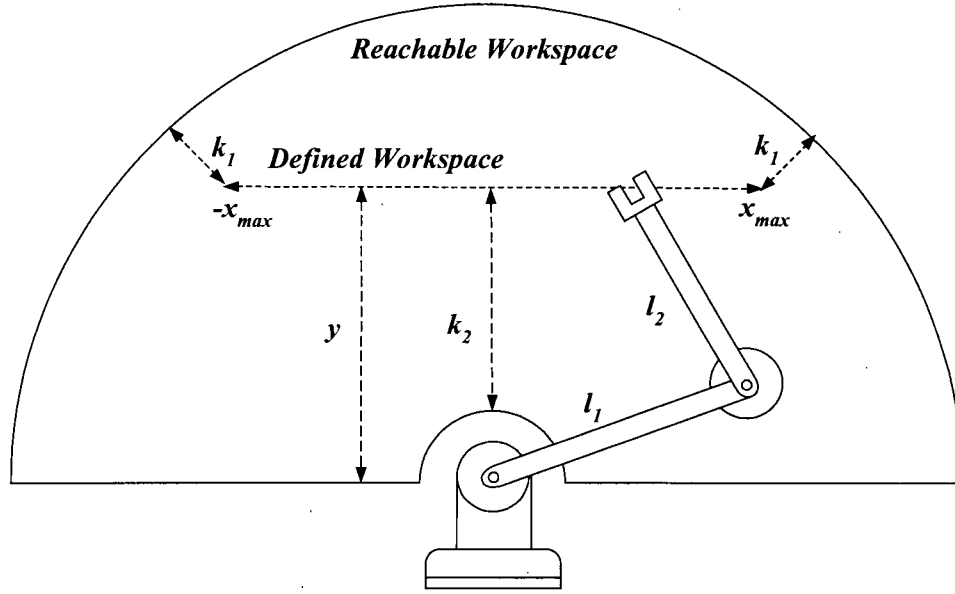 Reachable Workspace
k1
Defined Workspace
k1
-xmax
xmax
y
k2
l2
l1